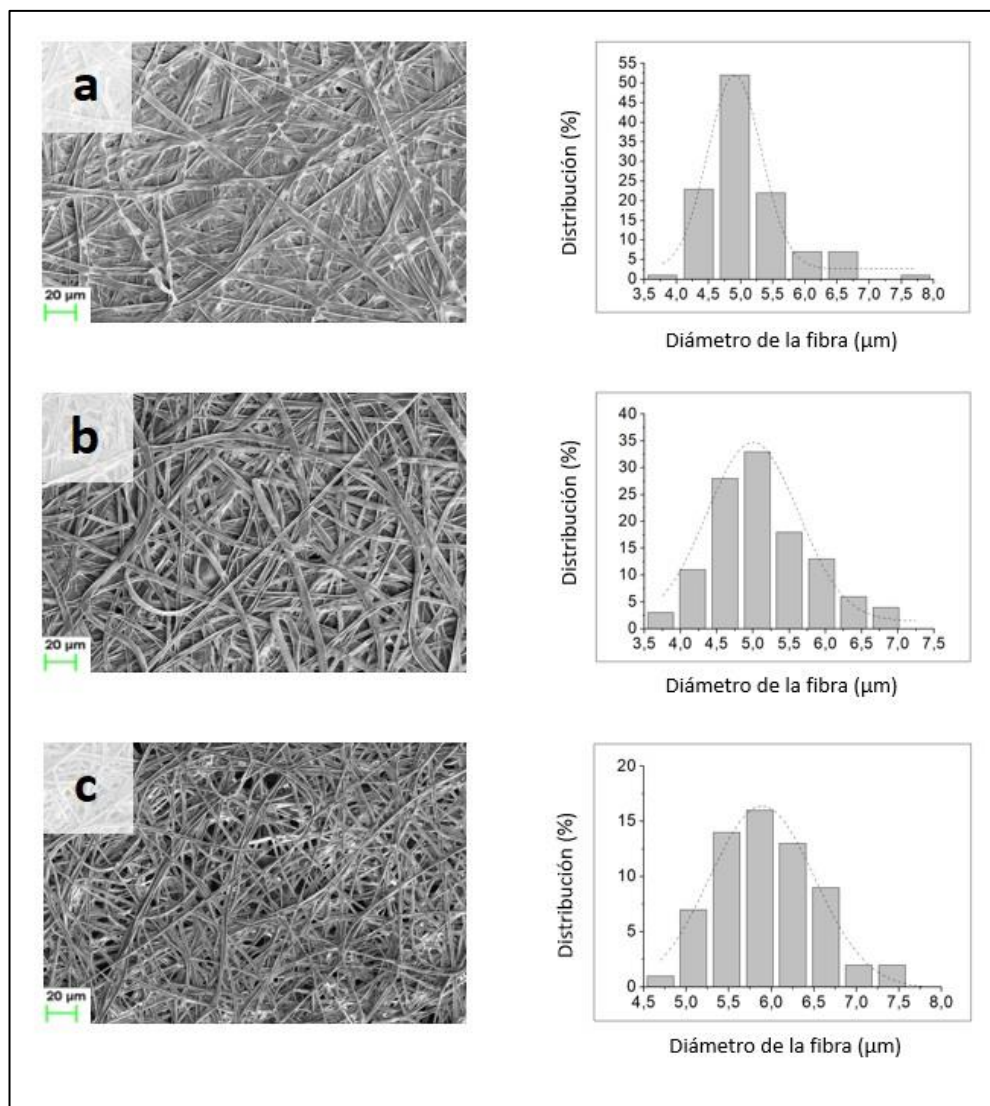 a
20 µm
Distribución (%)
55
50
45
40
35
30
25
20
15
10
5
0
3,5 4,0 4,5 5,0 5,5 6,0 6,5 7,0 7,5 8,0
Diámetro de la fibra (µm)
b
20 µm
Distribución (%)
40
35
30
25
20
15
10
5
0
3,5 4,0 4,5 5,0 5,5 6,0 6,5 7,0 7,5
Diámetro de la fibra (µm)
c
20 µm
Distribución (%)
20
15
10
5
0
4,5 5,0 5,5 6,0 6,5 7,0 7,5 8,0
Diámetro de la fibra (µm)